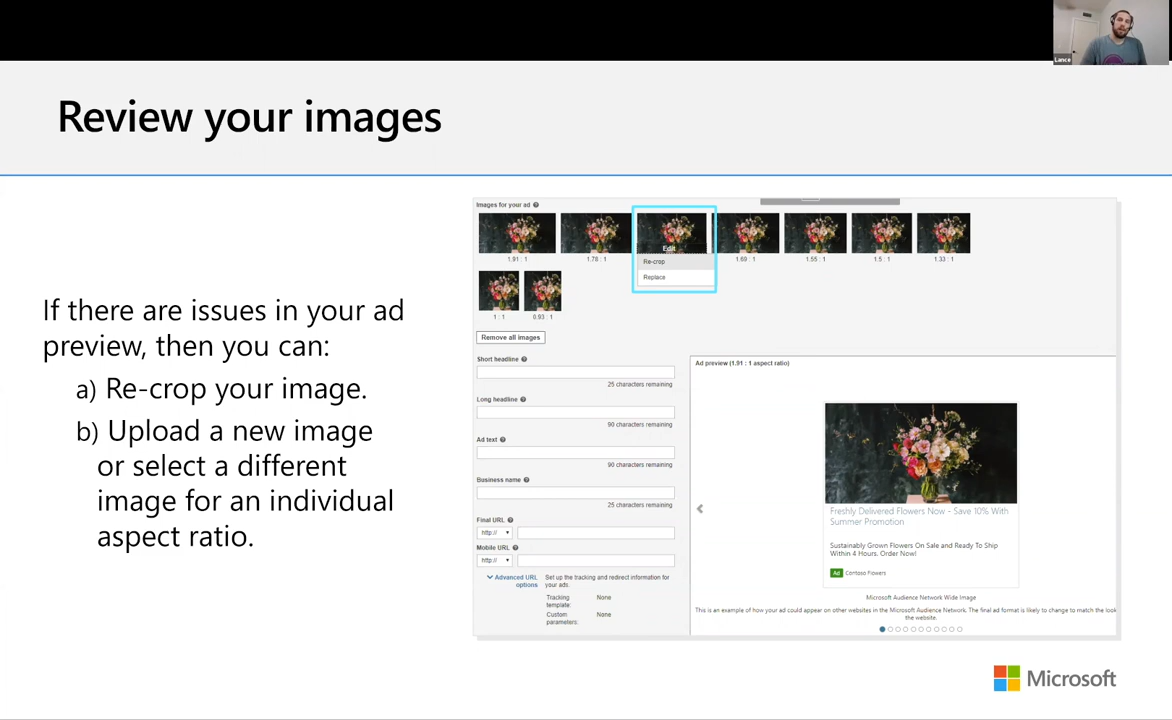 Lance
Review your images
If there are issues in your ad
preview, then you can:
a) Re-crop your image.
b) Upload a new image
or select a different
image for an individual
aspect ratio.
Images for your ad
Edit
Re-crop
Replace
1.91 : 1
1.78 : 1
1.69 : 1
1.55 : 1
1.5 : 1
1.33 : 1
1 : 1
0.93 : 1
Remove all images
Short headline
25 characters remaining
Long headline
90 characters remaining
Ad text
90 characters remaining
Business name
25 characters remaining
Final URL
http://
Mobile URL
http://
Advanced URL
options
Set up the tracking and redirect information for
your ads.
Tracking
template:
None
Custom
parameters:
None
Ad preview (1.91 : 1 aspect ratio)
Freshly Delivered Flowers Now - Save 10% With
Summer Promotion
Sustainably Grown Flowers On Sale and Ready To Ship
Within 4 Hours. Order Now!
Ad Contoso Flowers
Microsoft Audience Network Wide Image
This is an example of how your ad could appear on other websites in the Microsoft Audience Network. The final ad format is likely to change to match the look
the website.
Microsoft